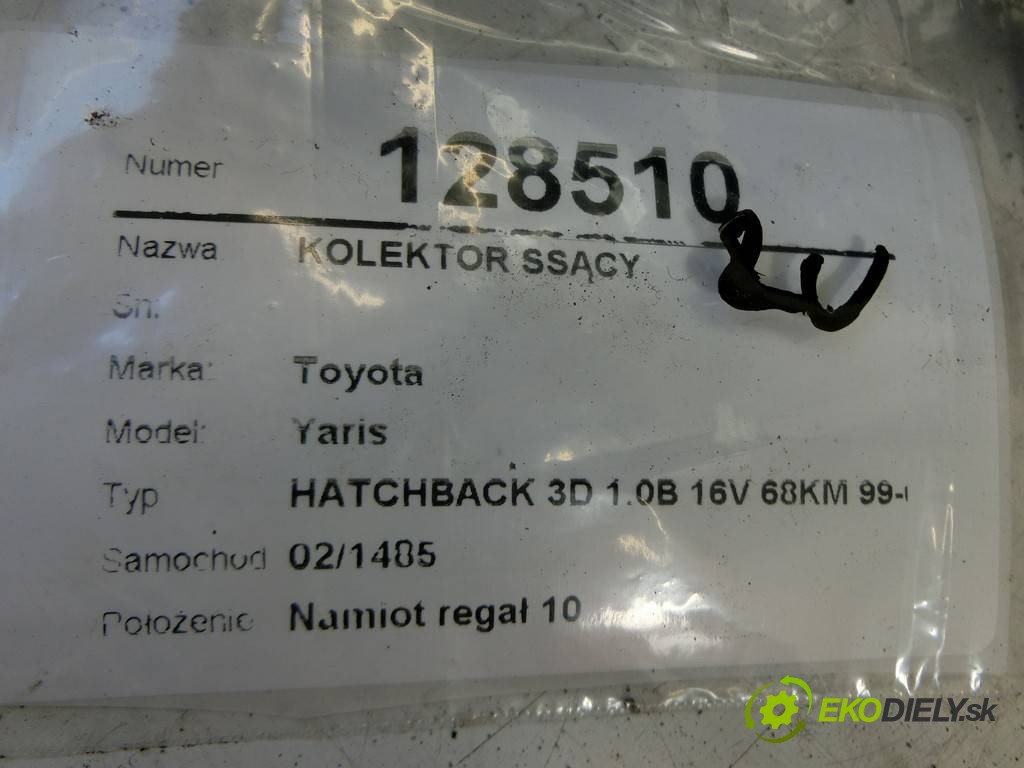 Numer 128510
Nazwa KOLEKTOR SSĄCY
Sn:
Marka: Toyota
Model: Yaris
Typ HATCHBACK 3D 1.0B 16V 68KM 99-
Samochod 02/1485
Położenie Namiot regał 10
EKODIELY.sk